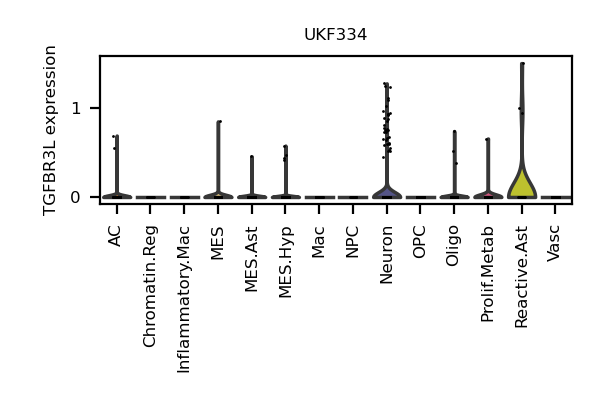 UKF334
TGFBR3L expression
1
0
AC
Chromatin.Reg
Inflammatory.Mac
MES
MES.Ast
MES.Hyp
Mac
NPC
Neuron
OPC
Oligo
Prolif.Metab
Reactive.Ast
Vasc